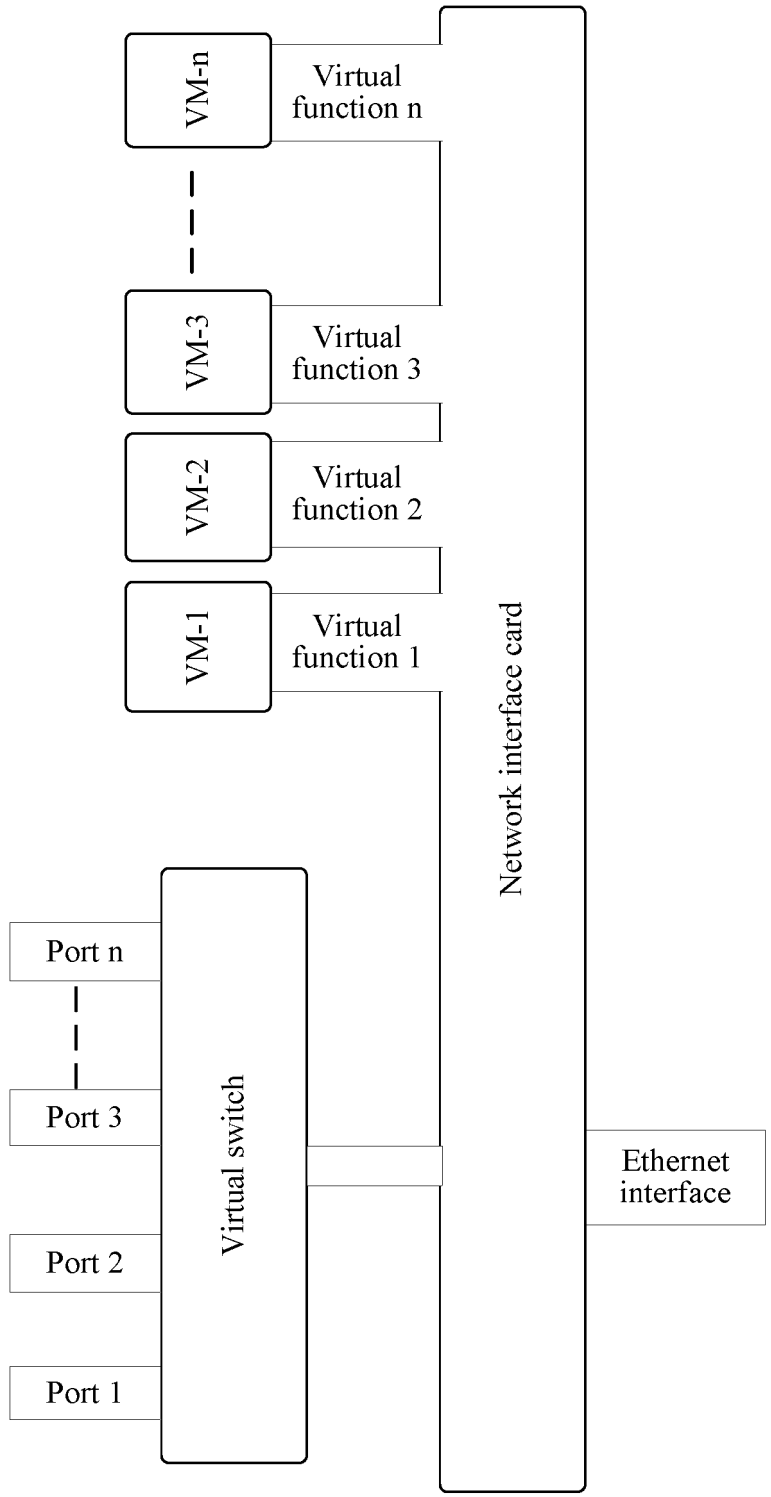 VM-n
Virtual
function n
VM-3
Virtual
function 3
VM-2
Virtual
function 2
VM-1
Virtual
function 1
Network interface card
Port n
Port 3
Virtual switch
Ethernet
interface
Port 2
Port 1